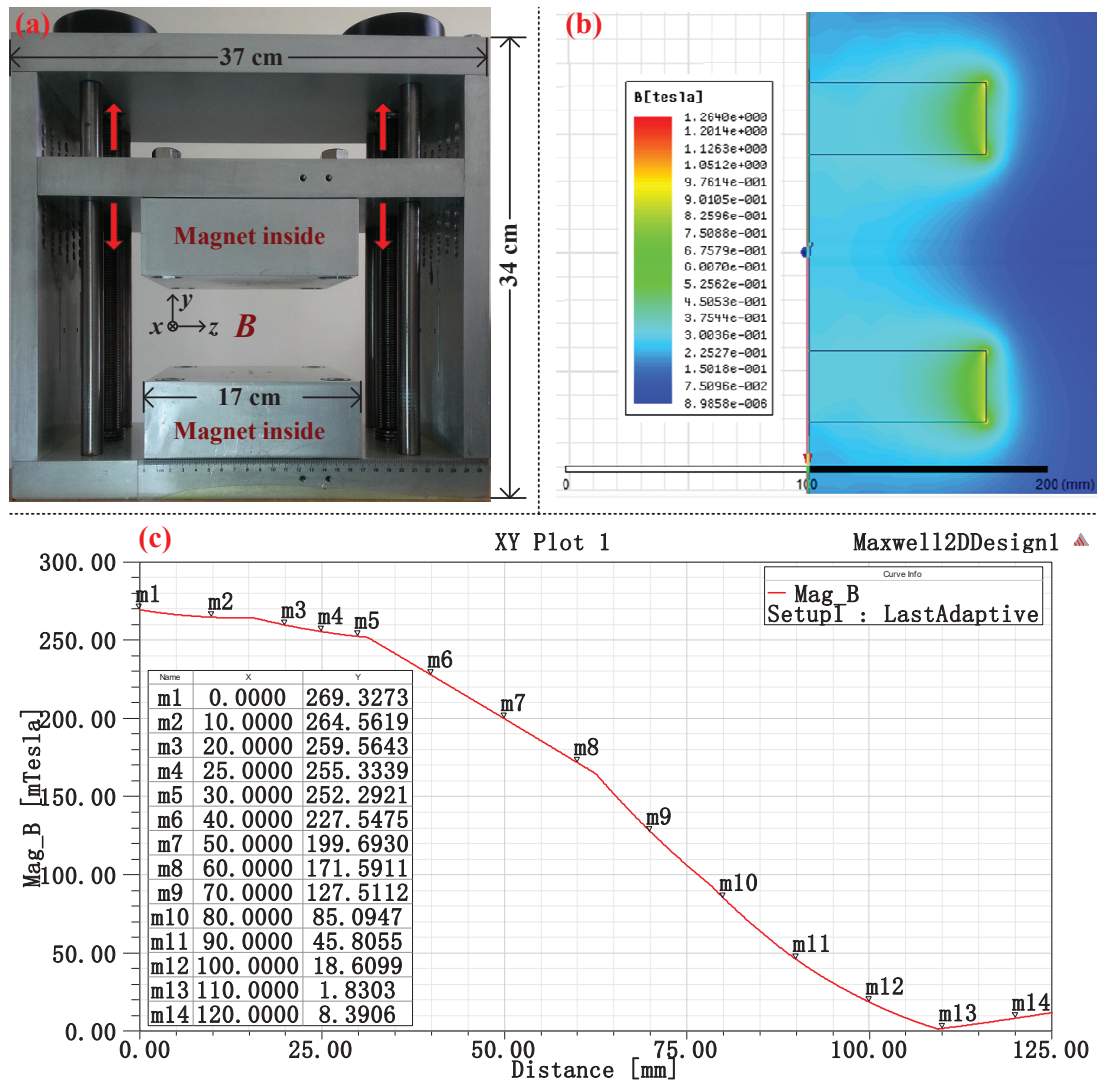 (a)
37 cm
Magnet inside
y
x
z
B
34 cm
17 cm
Magnet inside
(b)
B[tesla]
1.2640e+000
1.2014e+000
1.1263e+000
1.0512e+000
9.7614e-001
9.0105e-001
8.2596e-001
7.5088e-001
6.7579e-001
6.0070e-001
5.2562e-001
4.5053e-001
3.7544e-001
3.0036e-001
2.2527e-001
1.5018e-001
7.5096e-002
8.9858e-006
0
100
200 (mm)
(c)
XY Plot 1
Maxwell2DDesign1
Curve Info
Mag_B
Setup1 : LastAdaptive
300.00
250.00
200.00
150.00
100.00
50.00
0.00
Mag_B [mTesla]
m1
m2
m3
m4
m5
m6
m7
m8
m9
m10
m11
m12
m13
m14
Name X Y
m1 0.0000 269.3273
m2 10.0000 264.5619
m3 20.0000 259.5643
m4 25.0000 255.3339
m5 30.0000 252.2921
m6 40.0000 227.5475
m7 50.0000 199.6930
m8 60.0000 171.5911
m9 70.0000 127.5112
m10 80.0000 85.0947
m11 90.0000 45.8055
m12 100.0000 18.6099
m13 110.0000 1.8303
m14 120.0000 8.3906
0.00
25.00
50.00
75.00
100.00
125.00
Distance [mm]